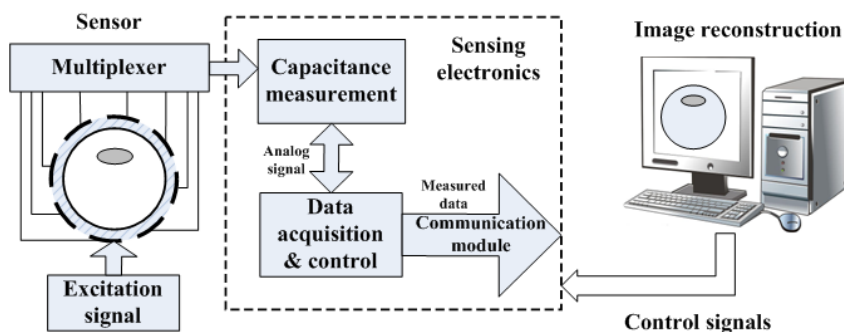 Sensor
Multiplexer
Excitation
signal
Sensing
electronics
Capacitance
measurement
Analog
signal
Data
acquisition
& control
Measured
data
Communication
module
Image reconstruction
Control signals